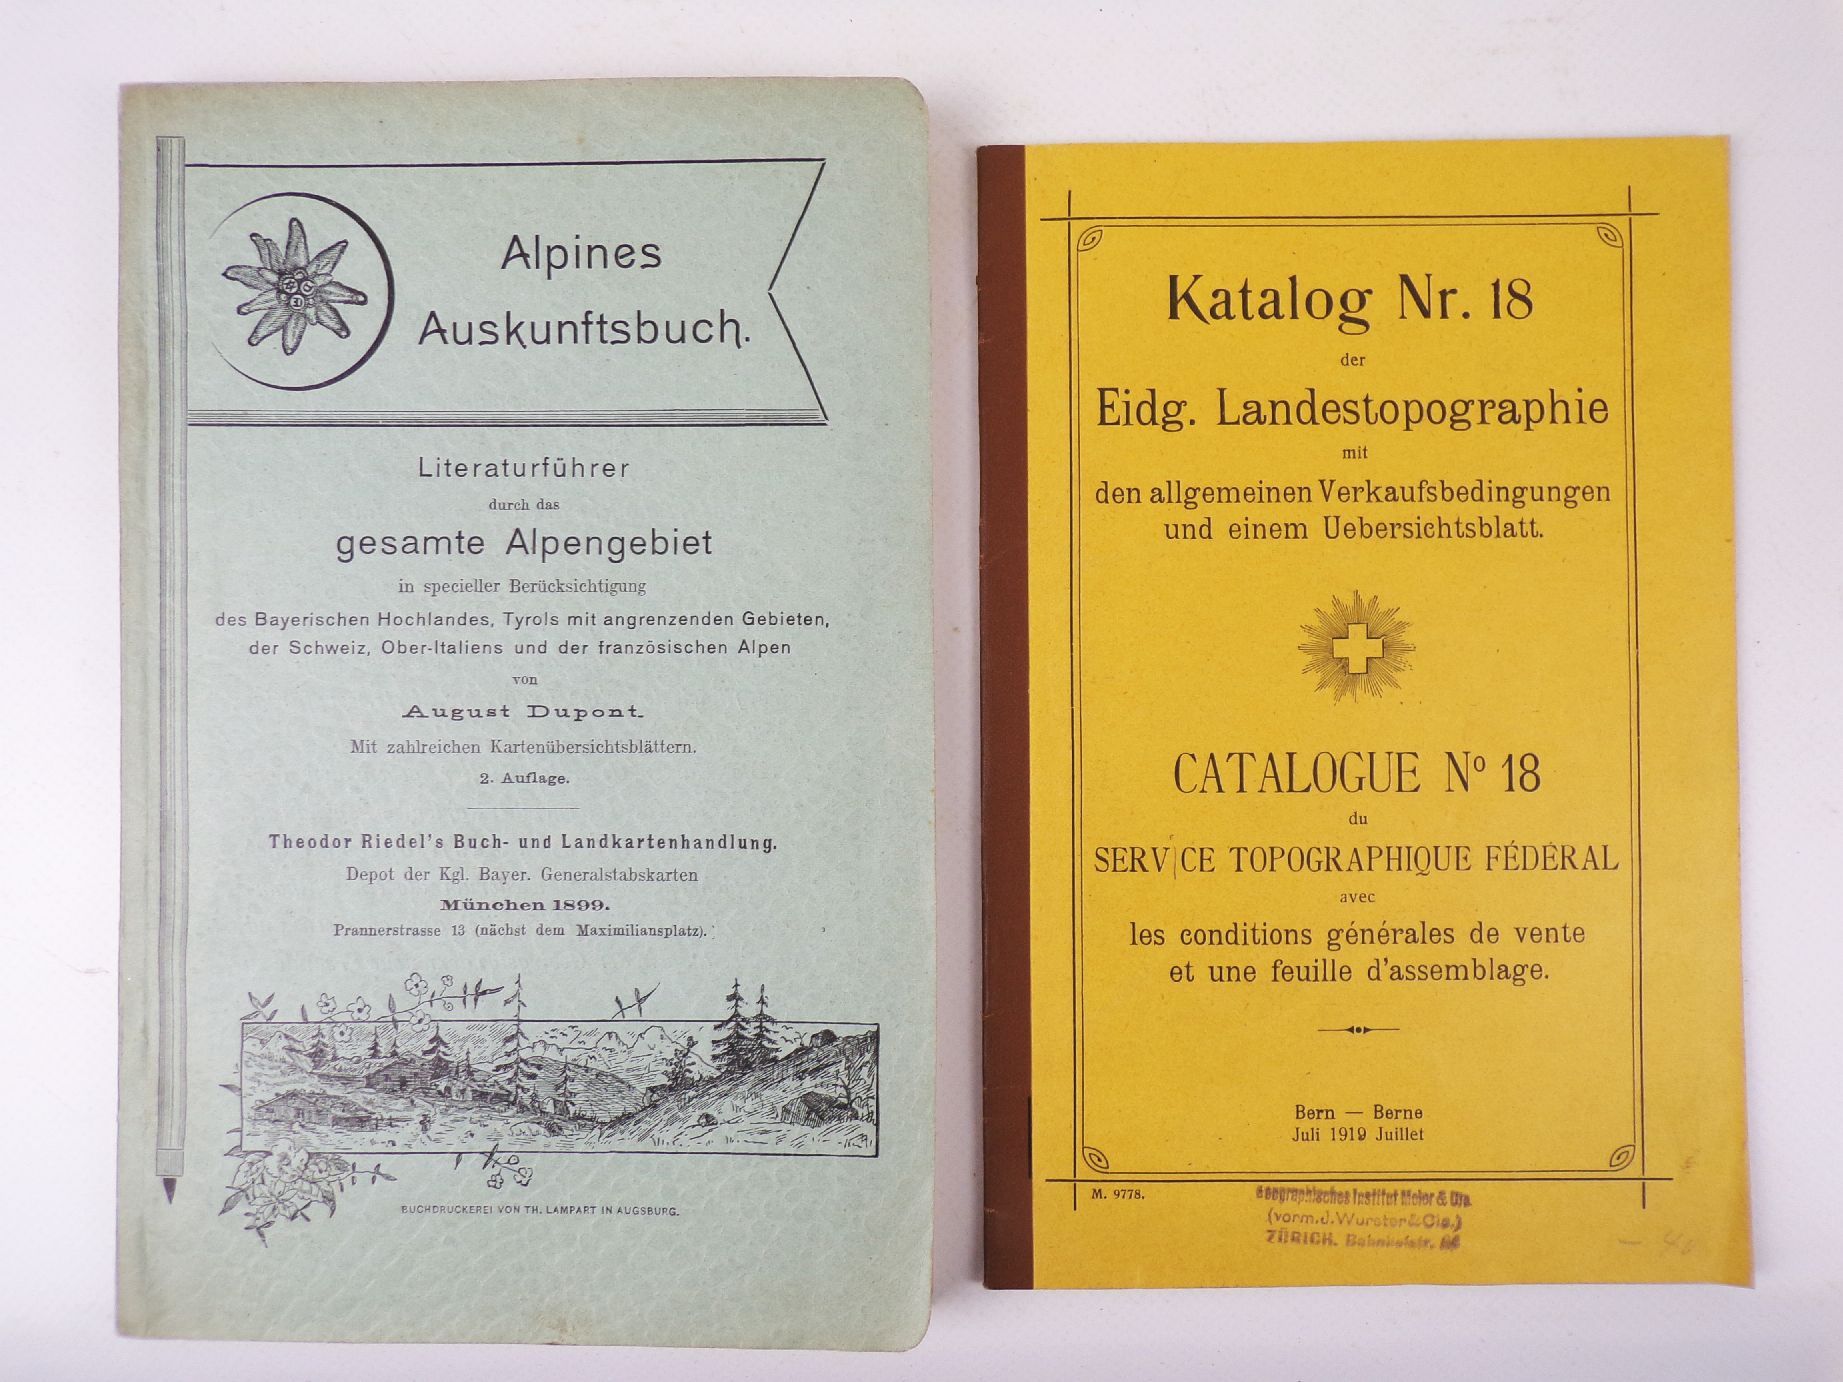 Alpines
Auskunftsbuch.
Literaturführer
durch das
gesamte Alpengebiet
in specieller Berücksichtigung
des Bayerischen Hochlandes, Tyrols mit angrenzenden Gebieten,
der Schweiz, Ober-Italiens und der französischen Alpen
von
August Dupont.
Mit zahlreichen Kartenübersichtsblättern.
2. Auflage.
Theodor Riedel's Buch- und Landkartenhandlung.
Depot der Kgl. Bayer. Generalstabskarten
München 1899.
Prannerstrasse 13 (nächst dem Maximiliansplatz).
BUCHDRUCKEREI VON TH. LAMPART IN AUGSBURG.
Katalog Nr. 18
der
Eidg. Landestopographie
mit
den allgemeinen Verkaufsbedingungen
und einem Uebersichtsblatt.
CATALOGUE Nº 18
du
SERVICE TOPOGRAPHIQUE FÉDÉRAL
avec
les conditions générales de vente
et une feuille d'assemblage.
Bern — Berne
Juli 1919 Juillet
M. 9778.
Geographisches Institut Meier & Cie.
(vorm. J. Wurster & Cie.)
ZÜRICH. Bahnhofstr.